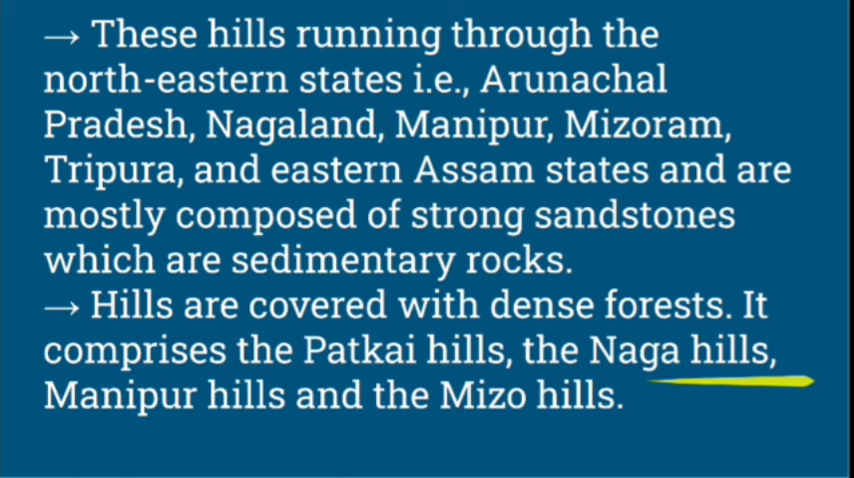 → These hills running through the
north-eastern states i.e., Arunachal
Pradesh, Nagaland, Manipur, Mizoram,
Tripura, and eastern Assam states and are
mostly composed of strong sandstones
which are sedimentary rocks.
→ Hills are covered with dense forests. It
comprises the Patkai hills, the Naga hills,
Manipur hills and the Mizo hills.